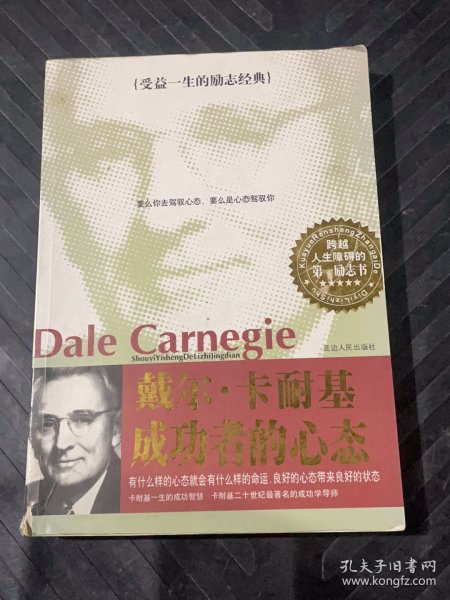 {受益一生的励志经典}
要么你去驾驭心态，要么是心态驾驭你
KuayueRenshengZhangaiDe
跨越
人生障碍的
第一励志书
★★★★★
DiyiLizhiShu
Dale Carnegie
ShouyiYishengDeLizhiJingdian
延边人民出版社
戴尔·卡耐基
成功者的心态
有什么样的心态就会有什么样的命运,良好的心态带来良好的状态
卡耐基一生的成功智慧 卡耐基二十世纪最著名的成功学导师
孔夫子旧书网
www.kongfz.com